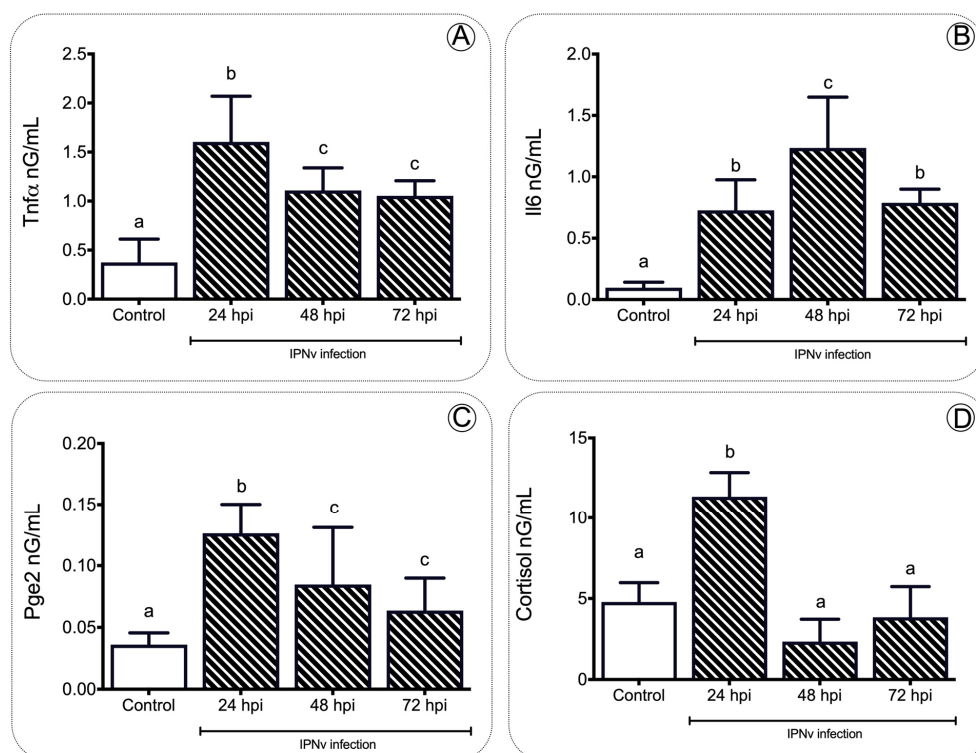 A
Tnfα nG/mL
2.5
2.0
1.5
1.0
0.5
0.0
a
b
c
c
Control 24 hpi 48 hpi 72 hpi
IPNv infection
B
Il6 nG/mL
2.0
1.5
1.0
0.5
0.0
a
b
c
b
Control 24 hpi 48 hpi 72 hpi
IPNv infection
C
Pge2 nG/mL
0.20
0.15
0.10
0.05
0.00
a
b
c
c
Control 24 hpi 48 hpi 72 hpi
IPNv infection
D
Cortisol nG/mL
15
10
5
0
a
b
a
a
Control 24 hpi 48 hpi 72 hpi
IPNv infection